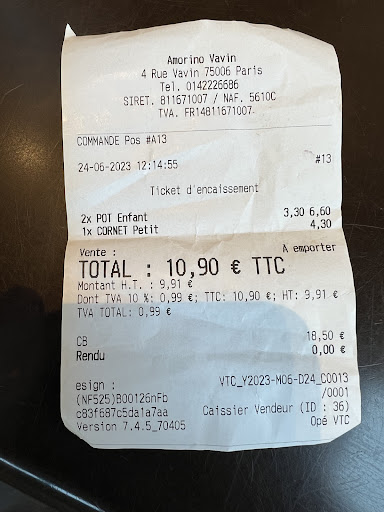 Amorino Vavin
4 Rue Vavin 75006 Paris
Tel. 0142226686
SIRET. 811671007 / NAF. 5610C
TVA. FR14811671007
COMMANDE Pos #A13
24-06-2023 12:14:55 #13
Ticket d'encaissement
2x POT Enfant 3,30 6,60
1x CORNET Petit 4,30
Vente : A emporter
TOTAL : 10,90 € TTC
Montant H.T. : 9,91 €
Dont TVA 10 %: 0,99 €; TTC: 10,90 €; HT: 9,91 €
TVA TOTAL: 0,99 €
CB 18,50 €
Rendu 0,00 €
esign : VTC_Y2023-M06-D24_C0013
(NF525)B00126nFb /0001
c83f687c5da1a7aa Caissier Vendeur (ID : 36)
Version 7.4.5_70405 Opé VTC